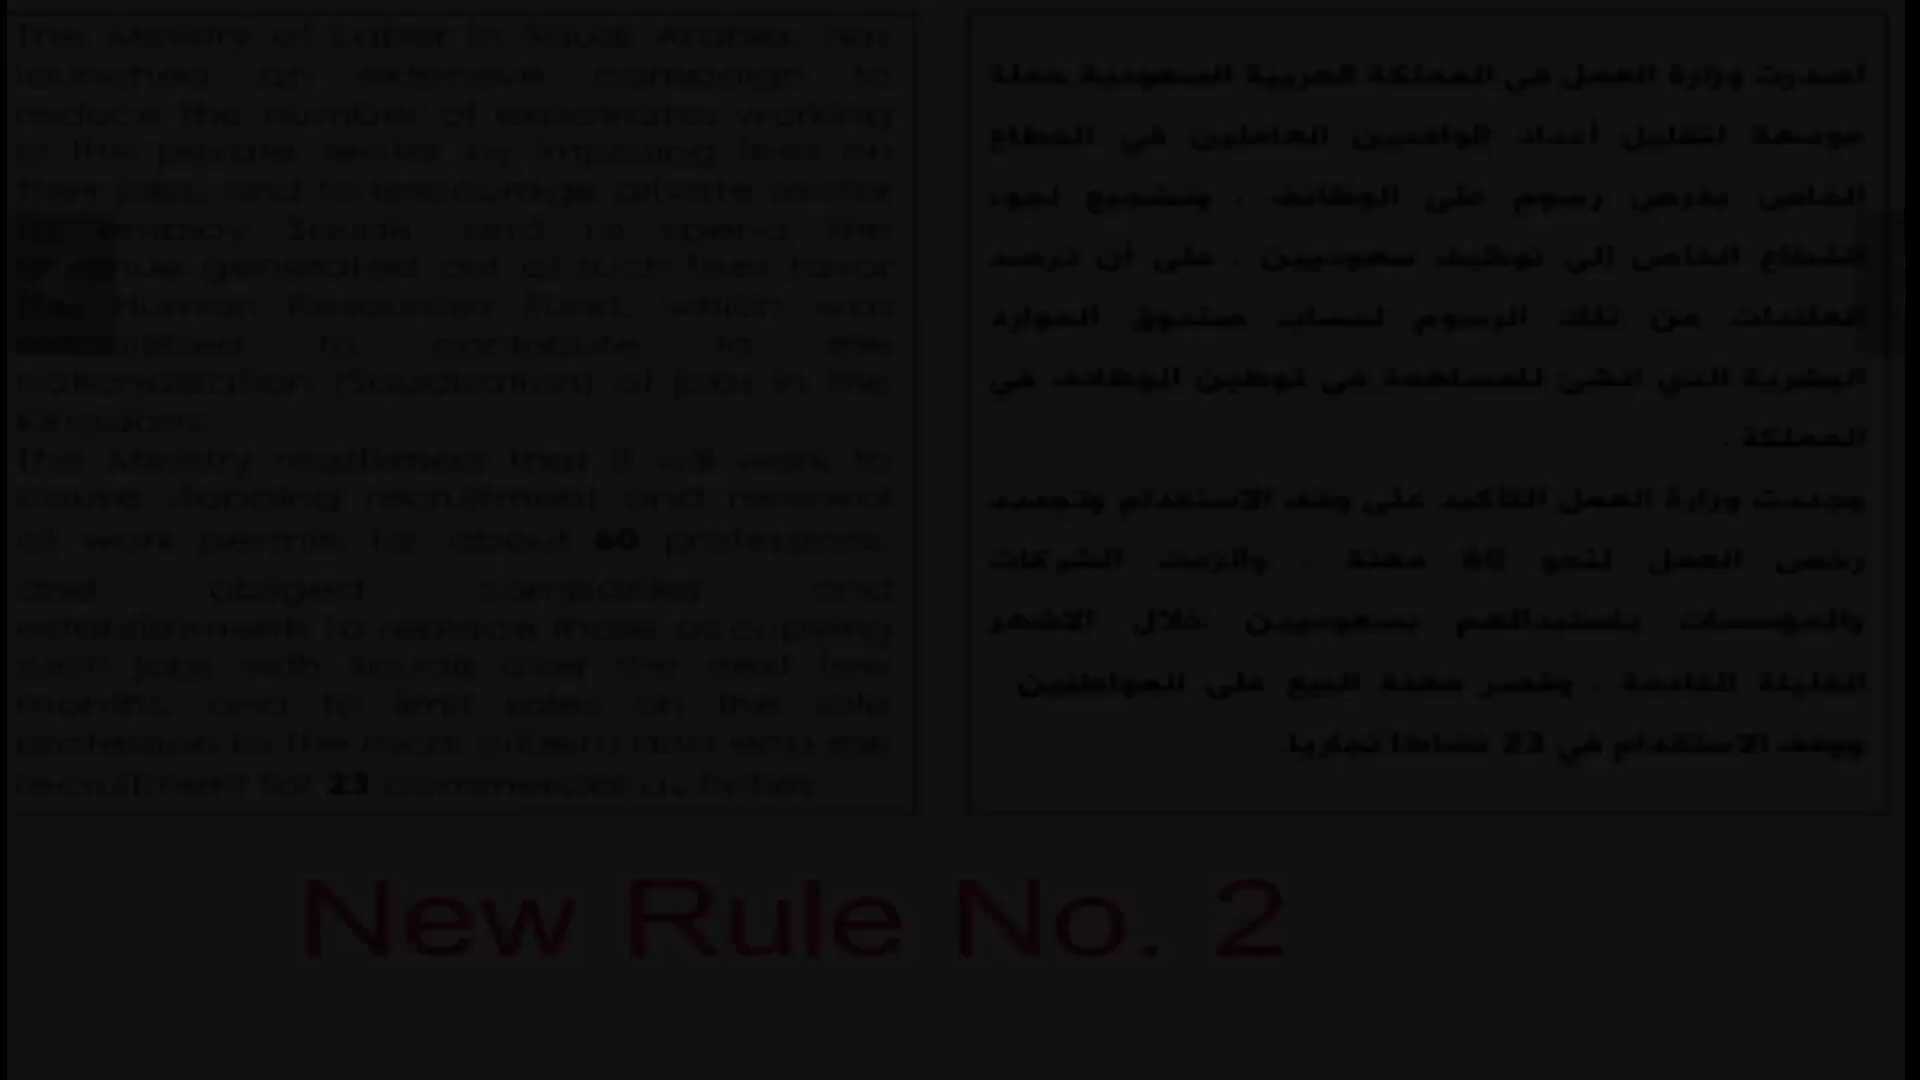 The Ministry of Labor in Saudi Arabia, has
launched an extensive campaign to
reduce the number of expatriates working
in the private sector by imposing fees on
their jobs, and to encourage private sector
to employ Saudis, and to spend the
revenue generated out of such fees favor
the Human Resources Fund, which was
established to contribute to the
nationalization (Saudization) of jobs in the
Kingdom.
The Ministry reaffirmed that it will work to
cause stopping recruitment and renewal
of work permits for about 60 professions,
and obliged companies and
establishments to replace those occupying
such jobs with Saudis over the next few
months, and to limit sales on the sale
profession to the local citizens and stop the
recruitment for 23 commercial activities.
أصدرت وزارة العمل في المملكة العربية السعودية حملة
موسعة لتقليل أعداد الوافدين العاملين في القطاع
الخاص بفرض رسوم على الوظائف ، وتشجيع لجوء
القطاع الخاص إلى توظيف سعوديين ، على أن ترصد
العائدات من تلك الرسوم لحساب صندوق الموارد
البشرية الذي انشئ للمساهمة في توطين الوظائف في
المملكة .
وجددت وزارة العمل التأكيد على وقف الاستقدام وتجميد
رخص العمل لنحو 60 مهنة ، والزمت الشركات
والمؤسسات باستبدالهم بسعوديين خلال الاشهر
القليلة القادمة ، وقصر مهنة البيع على المواطنين ،
ووقف الاستقدام في 23 نشاطا تجاريا.
New Rule No. 2